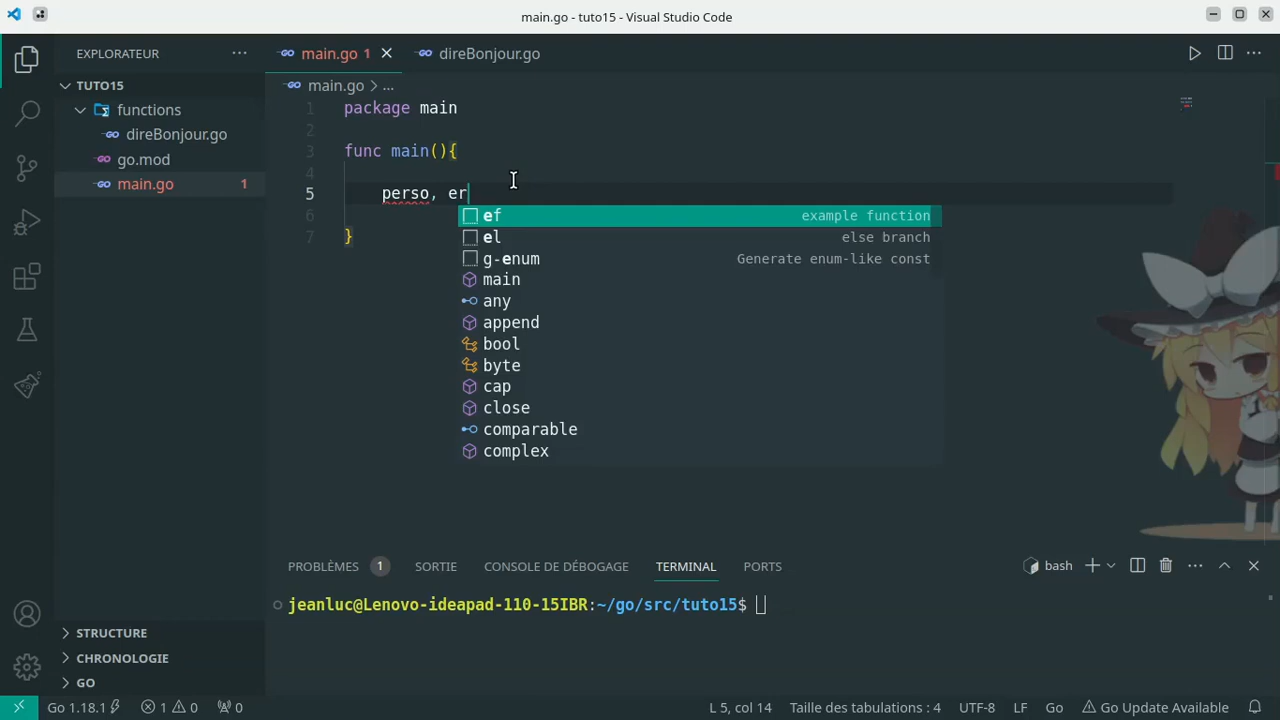 main.go - tuto15 - Visual Studio Code
EXPLORATEUR
TUTO15
functions
direBonjour.go
go.mod
main.go 1
STRUCTURE
CHRONOLOGIE
GO
main.go 1
direBonjour.go
main.go > ...
1 package main
2
3 func main(){
4
5 perso, er
6
7 }
ef example function
el else branch
g-enum Generate enum-like const
main
any
append
bool
byte
cap
close
comparable
complex
PROBLÈMES 1 SORTIE CONSOLE DE DÉBOGAGE TERMINAL PORTS
bash
jeanluc@Lenovo-ideapad-110-15IBR:~/go/src/tuto15$
Go 1.18.1 1 0 0 L 5, col 14 Taille des tabulations : 4 UTF-8 LF Go Go Update Available